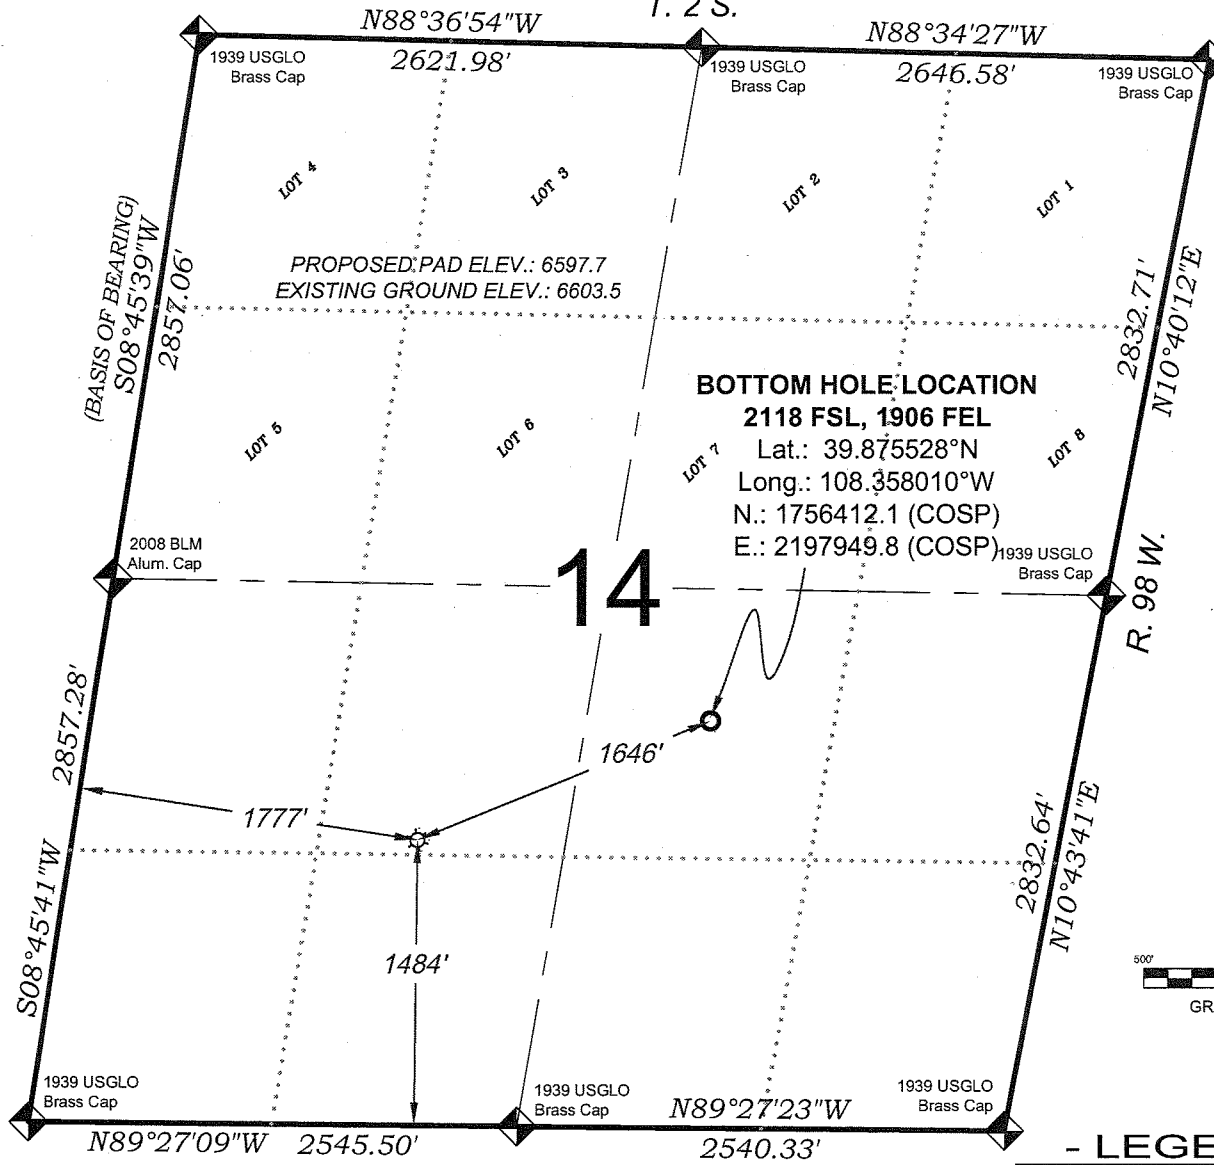 T. 2 S.
N88°36'54"W
2621.98'
N88°34'27"W
2646.58'
1939 USGLO
Brass Cap
1939 USGLO
Brass Cap
1939 USGLO
Brass Cap
LOT 4
LOT 3
LOT 2
LOT 1
(BASIS OF BEARING)
S08°45'39"W
2857.06'
PROPOSED PAD ELEV.: 6597.7
EXISTING GROUND ELEV.: 6603.5
2832.71'
N10°40'12"E
BOTTOM HOLE LOCATION
2118 FSL, 1906 FEL
Lat.: 39.875528°N
Long.: 108.358010°W
N.: 1756412.1 (COSP)
E.: 2197949.8 (COSP)
LOT 5
LOT 6
LOT 7
LOT 8
2008 BLM
Alum. Cap
14
1939 USGLO
Brass Cap
R. 98 W.
2857.28'
S08°45'41"W
1646'
1777'
1484'
2832.64'
N10°43'41"E
500'
GR
1939 USGLO
Brass Cap
1939 USGLO
Brass Cap
1939 USGLO
Brass Cap
N89°27'09"W 2545.50'
N89°27'23"W
2540.33'
- LEGE